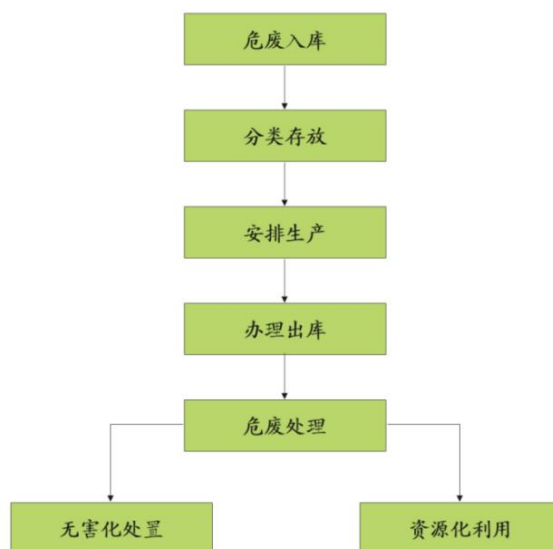 危废入库
分类存放
安排生产
办理出库
危废处理
无害化处置
资源化利用